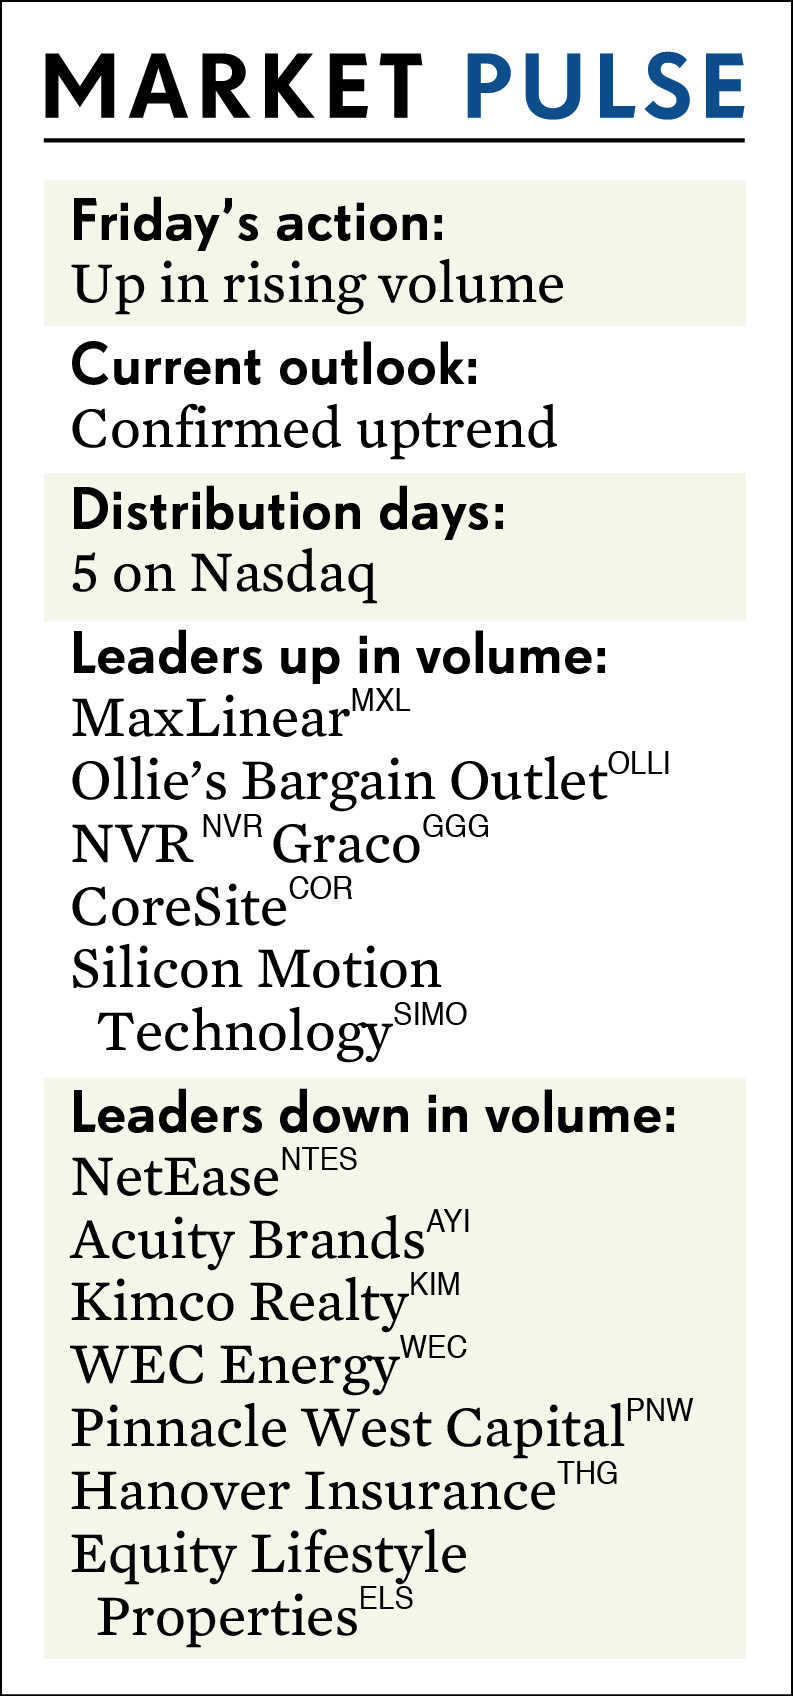 MARKET PULSE
Friday’s action:
Up in rising volume
Current outlook:
Confirmed uptrend
Distribution days:
5 on Nasdaq
Leaders up in volume:
MaxLinear MXL
Ollie’s Bargain Outlet OLLI
NVR NVR Graco GGG
CoreSite COR
Silicon Motion
Technology SIMO
Leaders down in volume:
NetEase NTES
Acuity Brands AYI
Kimco Realty KIM
WEC Energy WEC
Pinnacle West Capital PNW
Hanover Insurance THG
Equity Lifestyle
Properties ELS